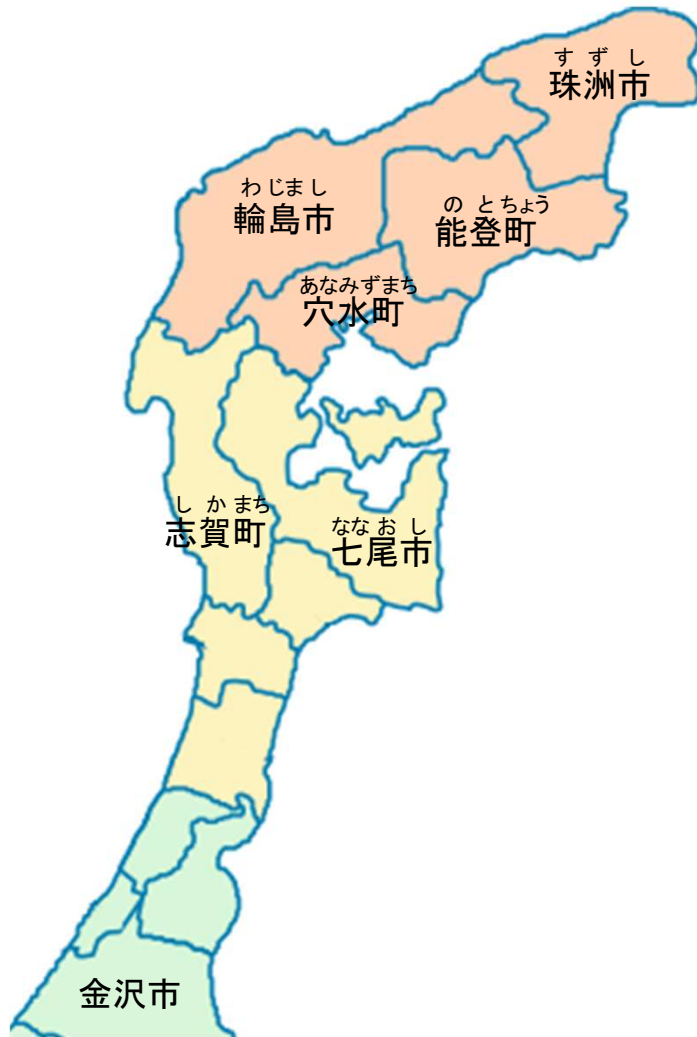 すずし
珠洲市
わじまし
輪島市
のとちょう
能登町
あなみずまち
穴水町
しかまち
志賀町
ななおし
七尾市
金沢市